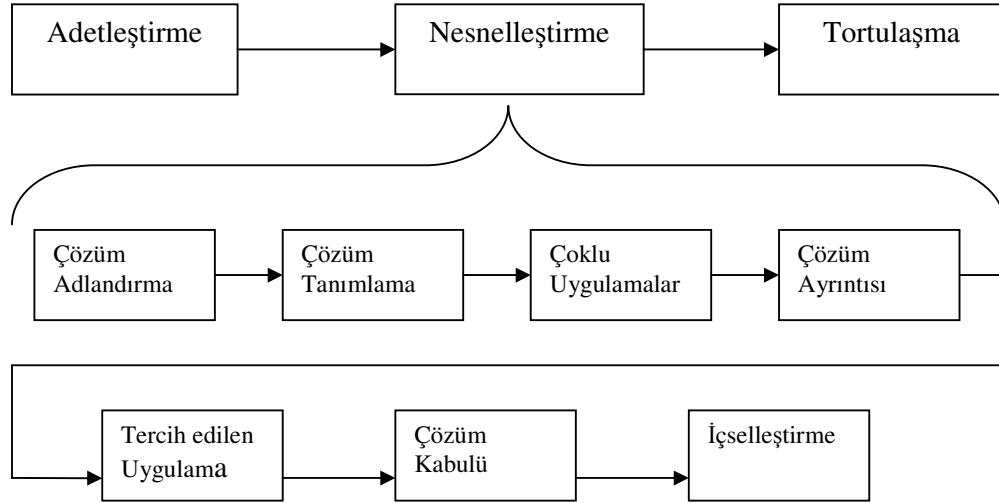 Adetleştirme
Nesnelleştirme
Tortulaşma
Çözüm
Adlandırma
Çözüm
Tanımlama
Çoklu
Uygulamalar
Çözüm
Ayrıntısı
Tercih edilen
Uygulama
Çözüm
Kabulü
İçselleştirme